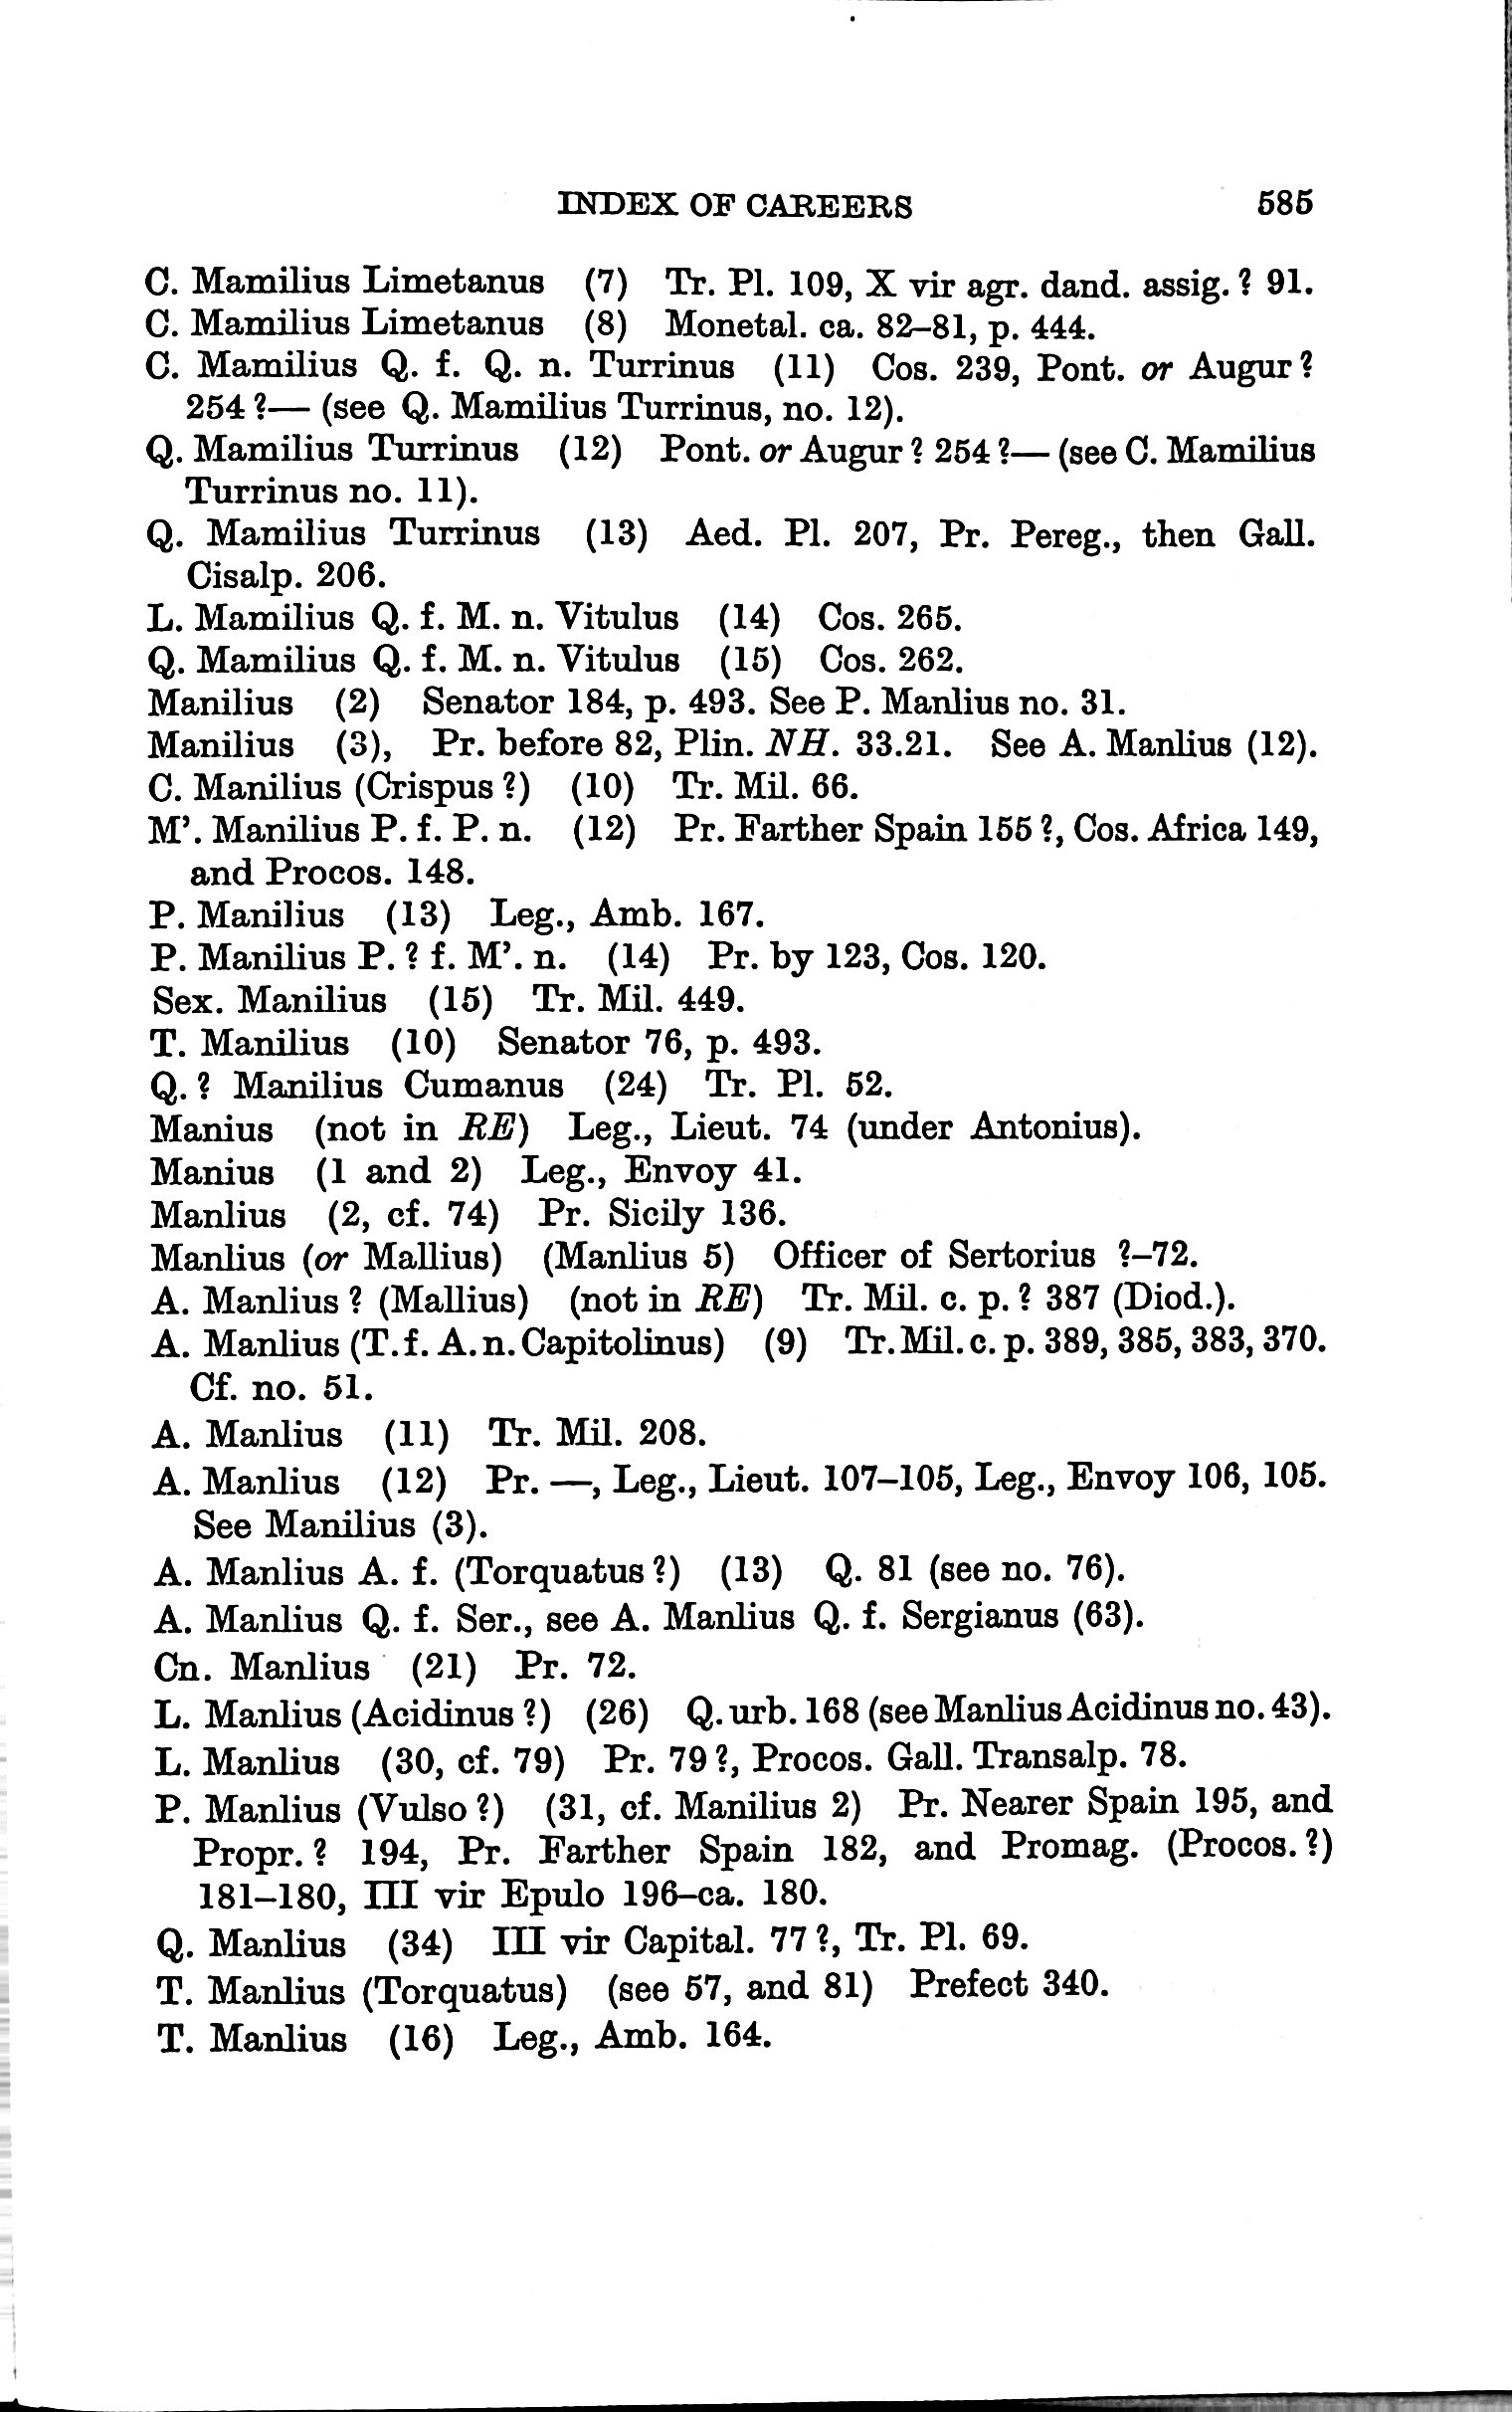 INDEX OF CAREERS 585
C. Mamilius Limetanus (7) Tr. Pl. 109, X vir agr. dand. assig. ? 91.
C. Mamilius Limetanus (8) Monetal. ca. 82–81, p. 444.
C. Mamilius Q. f. Q. n. Turrinus (11) Cos. 239, Pont. or Augur ?
254 ?— (see Q. Mamilius Turrinus, no. 12).
Q. Mamilius Turrinus (12) Pont. or Augur ? 254 ?— (see C. Mamilius
Turrinus no. 11).
Q. Mamilius Turrinus (13) Aed. Pl. 207, Pr. Pereg., then Gall.
Cisalp. 206.
L. Mamilius Q. f. M. n. Vitulus (14) Cos. 265.
Q. Mamilius Q. f. M. n. Vitulus (15) Cos. 262.
Manilius (2) Senator 184, p. 493. See P. Manlius no. 31.
Manilius (3), Pr. before 82, Plin. NH. 33.21. See A. Manlius (12).
C. Manilius (Crispus ?) (10) Tr. Mil. 66.
M’. Manilius P. f. P. n. (12) Pr. Farther Spain 155 ?, Cos. Africa 149,
and Procos. 148.
P. Manilius (13) Leg., Amb. 167.
P. Manilius P. ? f. M’. n. (14) Pr. by 123, Cos. 120.
Sex. Manilius (15) Tr. Mil. 449.
T. Manilius (10) Senator 76, p. 493.
Q. ? Manilius Cumanus (24) Tr. Pl. 52.
Manius (not in RE) Leg., Lieut. 74 (under Antonius).
Manius (1 and 2) Leg., Envoy 41.
Manlius (2, cf. 74) Pr. Sicily 136.
Manlius (or Mallius) (Manlius 5) Officer of Sertorius ?–72.
A. Manlius ? (Mallius) (not in RE) Tr. Mil. c. p. ? 387 (Diod.).
A. Manlius (T. f. A. n. Capitolinus) (9) Tr. Mil. c. p. 389, 385, 383, 370.
Cf. no. 51.
A. Manlius (11) Tr. Mil. 208.
A. Manlius (12) Pr. —, Leg., Lieut. 107–105, Leg., Envoy 106, 105.
See Manilius (3).
A. Manlius A. f. (Torquatus ?) (13) Q. 81 (see no. 76).
A. Manlius Q. f. Ser., see A. Manlius Q. f. Sergianus (63).
Cn. Manlius (21) Pr. 72.
L. Manlius (Acidinus ?) (26) Q. urb. 168 (see Manlius Acidinus no. 43).
L. Manlius (30, cf. 79) Pr. 79 ?, Procos. Gall. Transalp. 78.
P. Manlius (Vulso ?) (31, cf. Manilius 2) Pr. Nearer Spain 195, and
Propr. ? 194, Pr. Farther Spain 182, and Promag. (Procos. ?)
181–180, III vir Epulo 196–ca. 180.
Q. Manlius (34) III vir Capital. 77 ?, Tr. Pl. 69.
T. Manlius (Torquatus) (see 57, and 81) Prefect 340.
T. Manlius (16) Leg., Amb. 164.